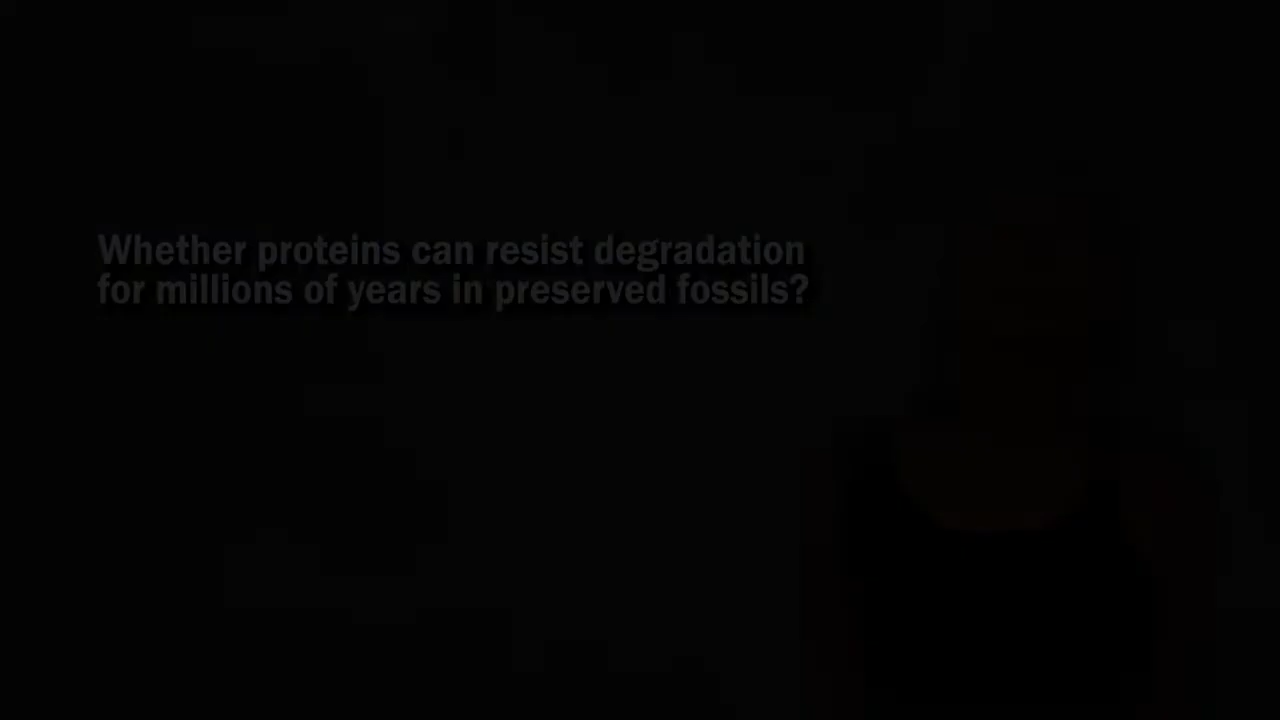 Whether proteins can resist degradation
for millions of years in preserved fossils?